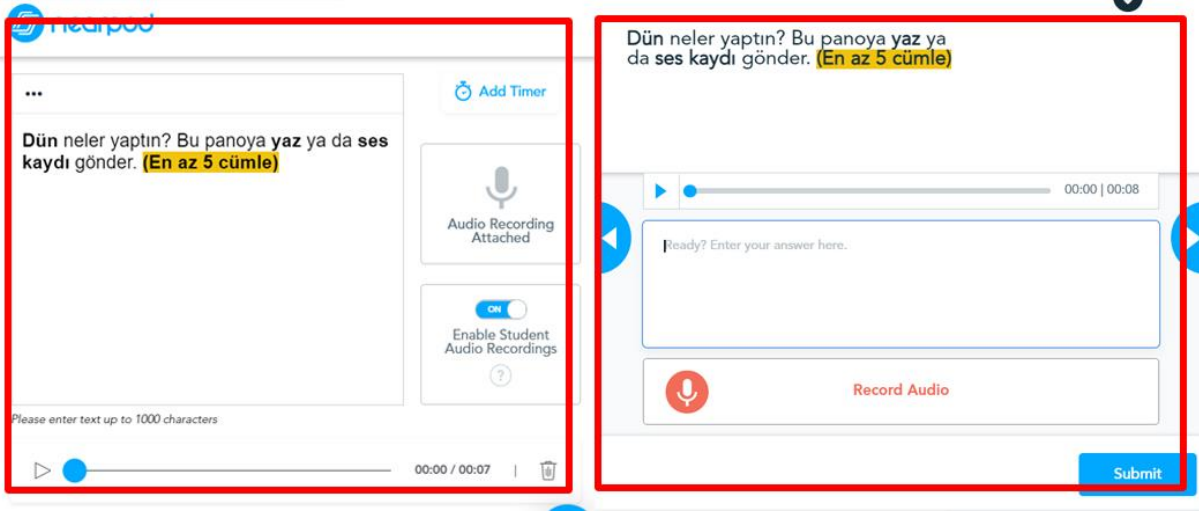 nearpod
...
Dün neler yaptın? Bu panoya yaz ya da ses
kaydı gönder. (En az 5 cümle)
Add Timer
Audio Recording
Attached
ON
Enable Student
Audio Recordings
?
Please enter text up to 1000 characters
00:00 / 00:07 |
Dün neler yaptın? Bu panoya yaz ya
da ses kaydı gönder. (En az 5 cümle)
00:00 | 00:08
Ready? Enter your answer here.
Record Audio
Submit